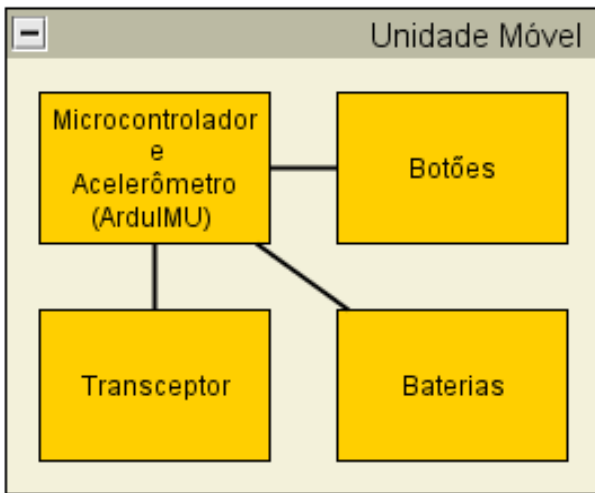 Unidade Móvel
Microcontrolador
e
Acelerômetro
(ArduIMU)
Botões
Transceptor
Baterias